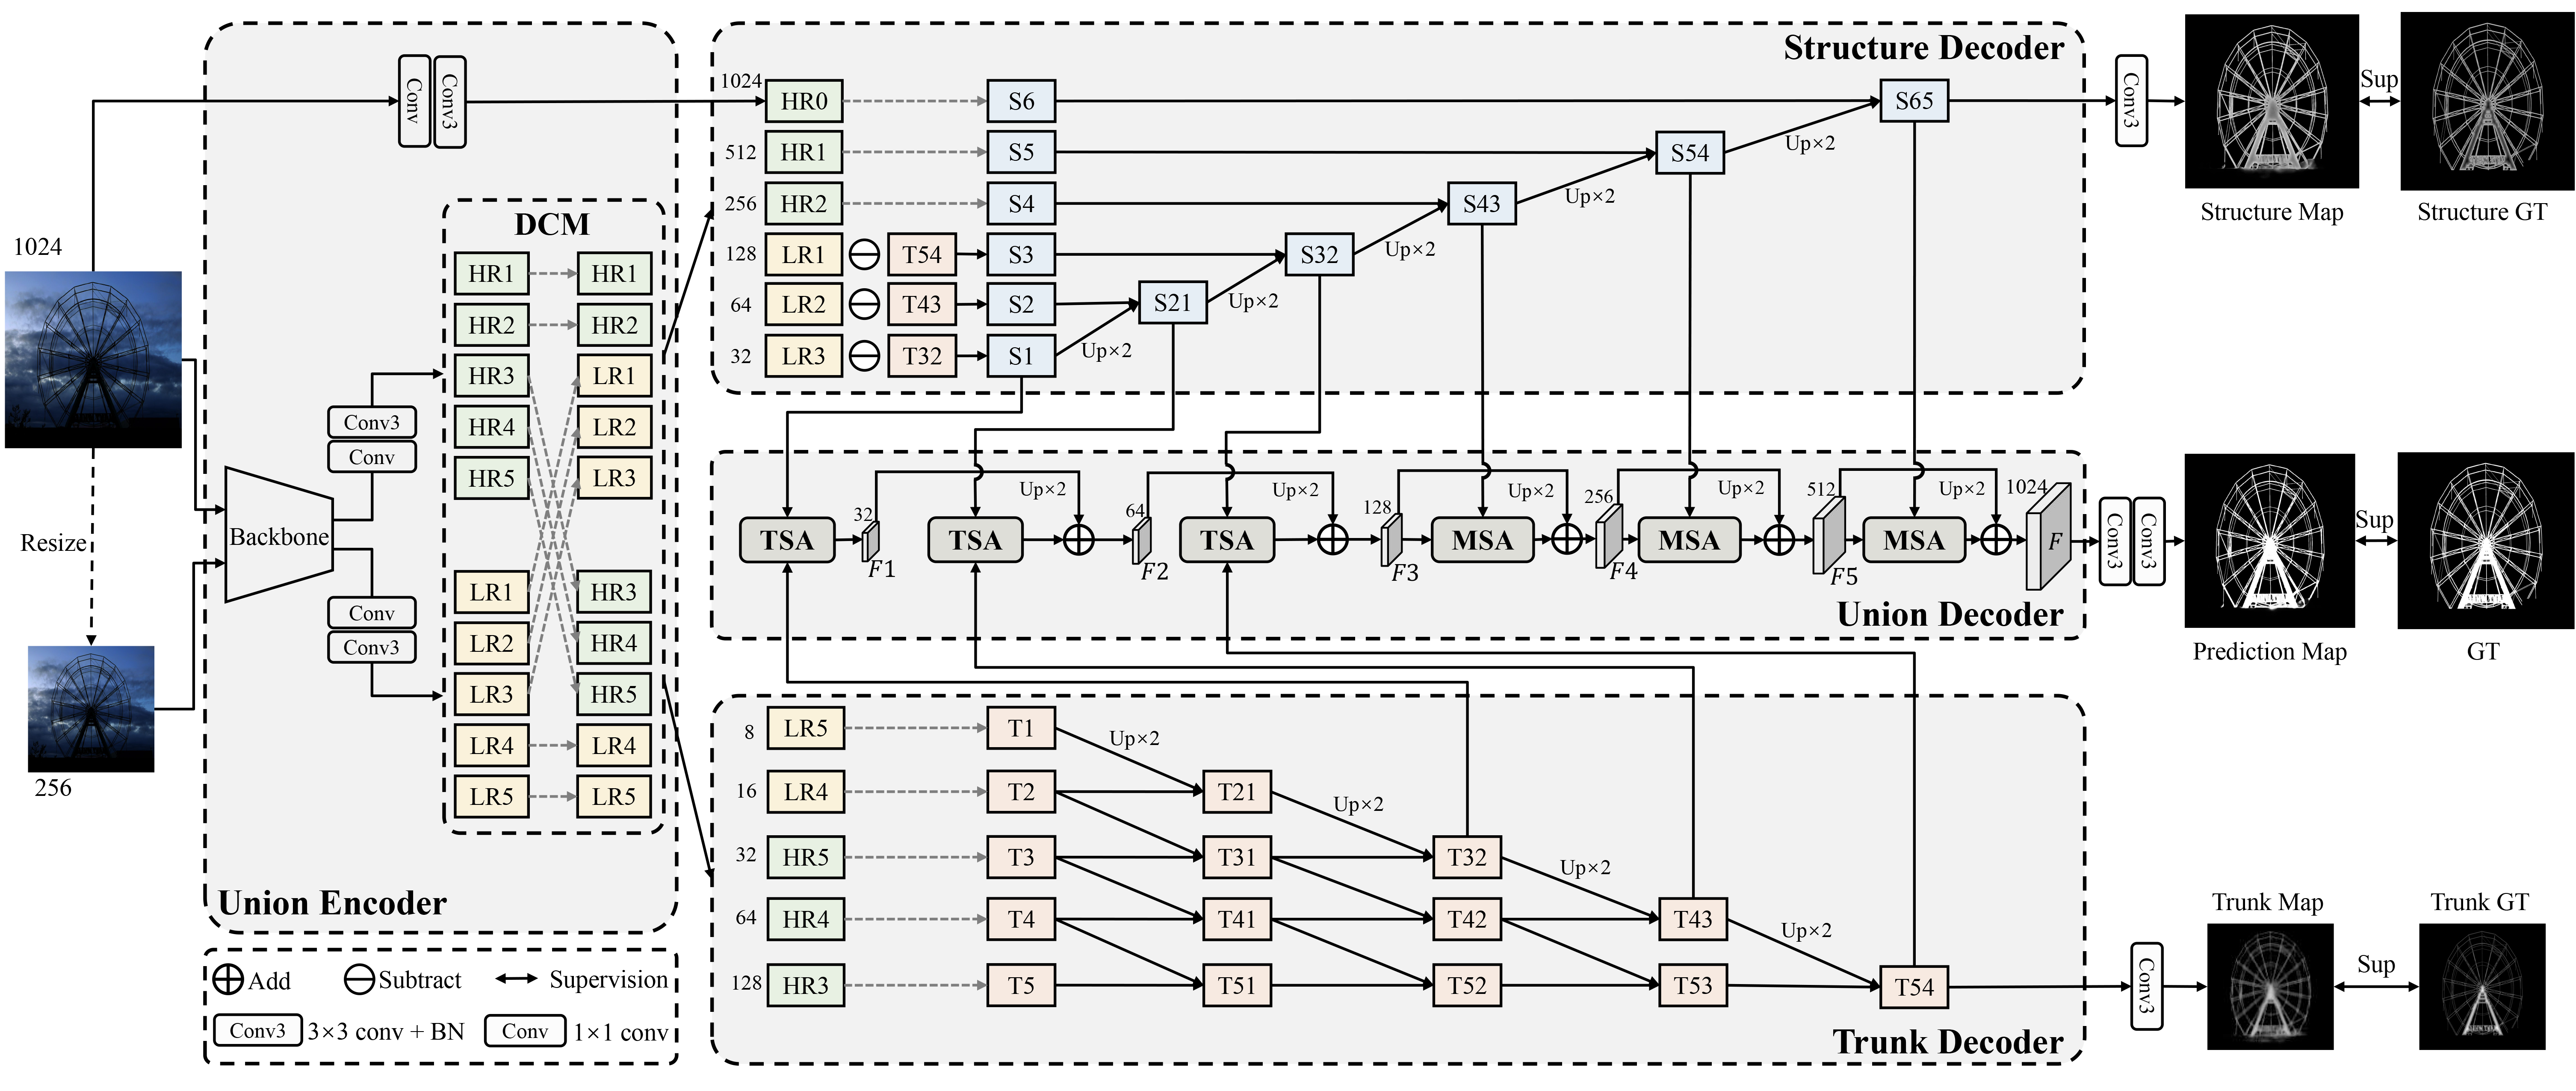 1024
Resize
256
Conv
Conv3
Backbone
Conv3
Conv
Conv
Conv3
DCM
HR1 HR1
HR2 HR2
HR3 LR1
HR4 LR2
HR5 LR3
LR1 HR3
LR2 HR4
LR3 HR5
LR4 LR4
LR5 LR5
Union Encoder
Add Subtract Supervision
Conv3 3×3 conv + BN Conv 1×1 conv
Structure Decoder
1024 HR0 S6 S65
512 HR1 S5 S54 Up×2
256 HR2 S4 S43 Up×2
128 LR1 T54 S3 S32 Up×2
64 LR2 T43 S2 S21 Up×2
32 LR3 T32 S1 Up×2
Conv3
Structure Map
Sup
Structure GT
TSA
32
F1
Up×2
TSA
64
F2
Up×2
TSA
128
F3
Up×2
MSA
256
F4
Up×2
MSA
512
F5
Up×2
MSA
1024
F
Union Decoder
Conv3
Conv3
Prediction Map
Sup
GT
8 LR5 T1 Up×2
16 LR4 T2 T21 Up×2
32 HR5 T3 T31 T32 Up×2
64 HR4 T4 T41 T42 T43 Up×2
128 HR3 T5 T51 T52 T53 T54
Trunk Decoder
Conv3
Trunk Map
Sup
Trunk GT